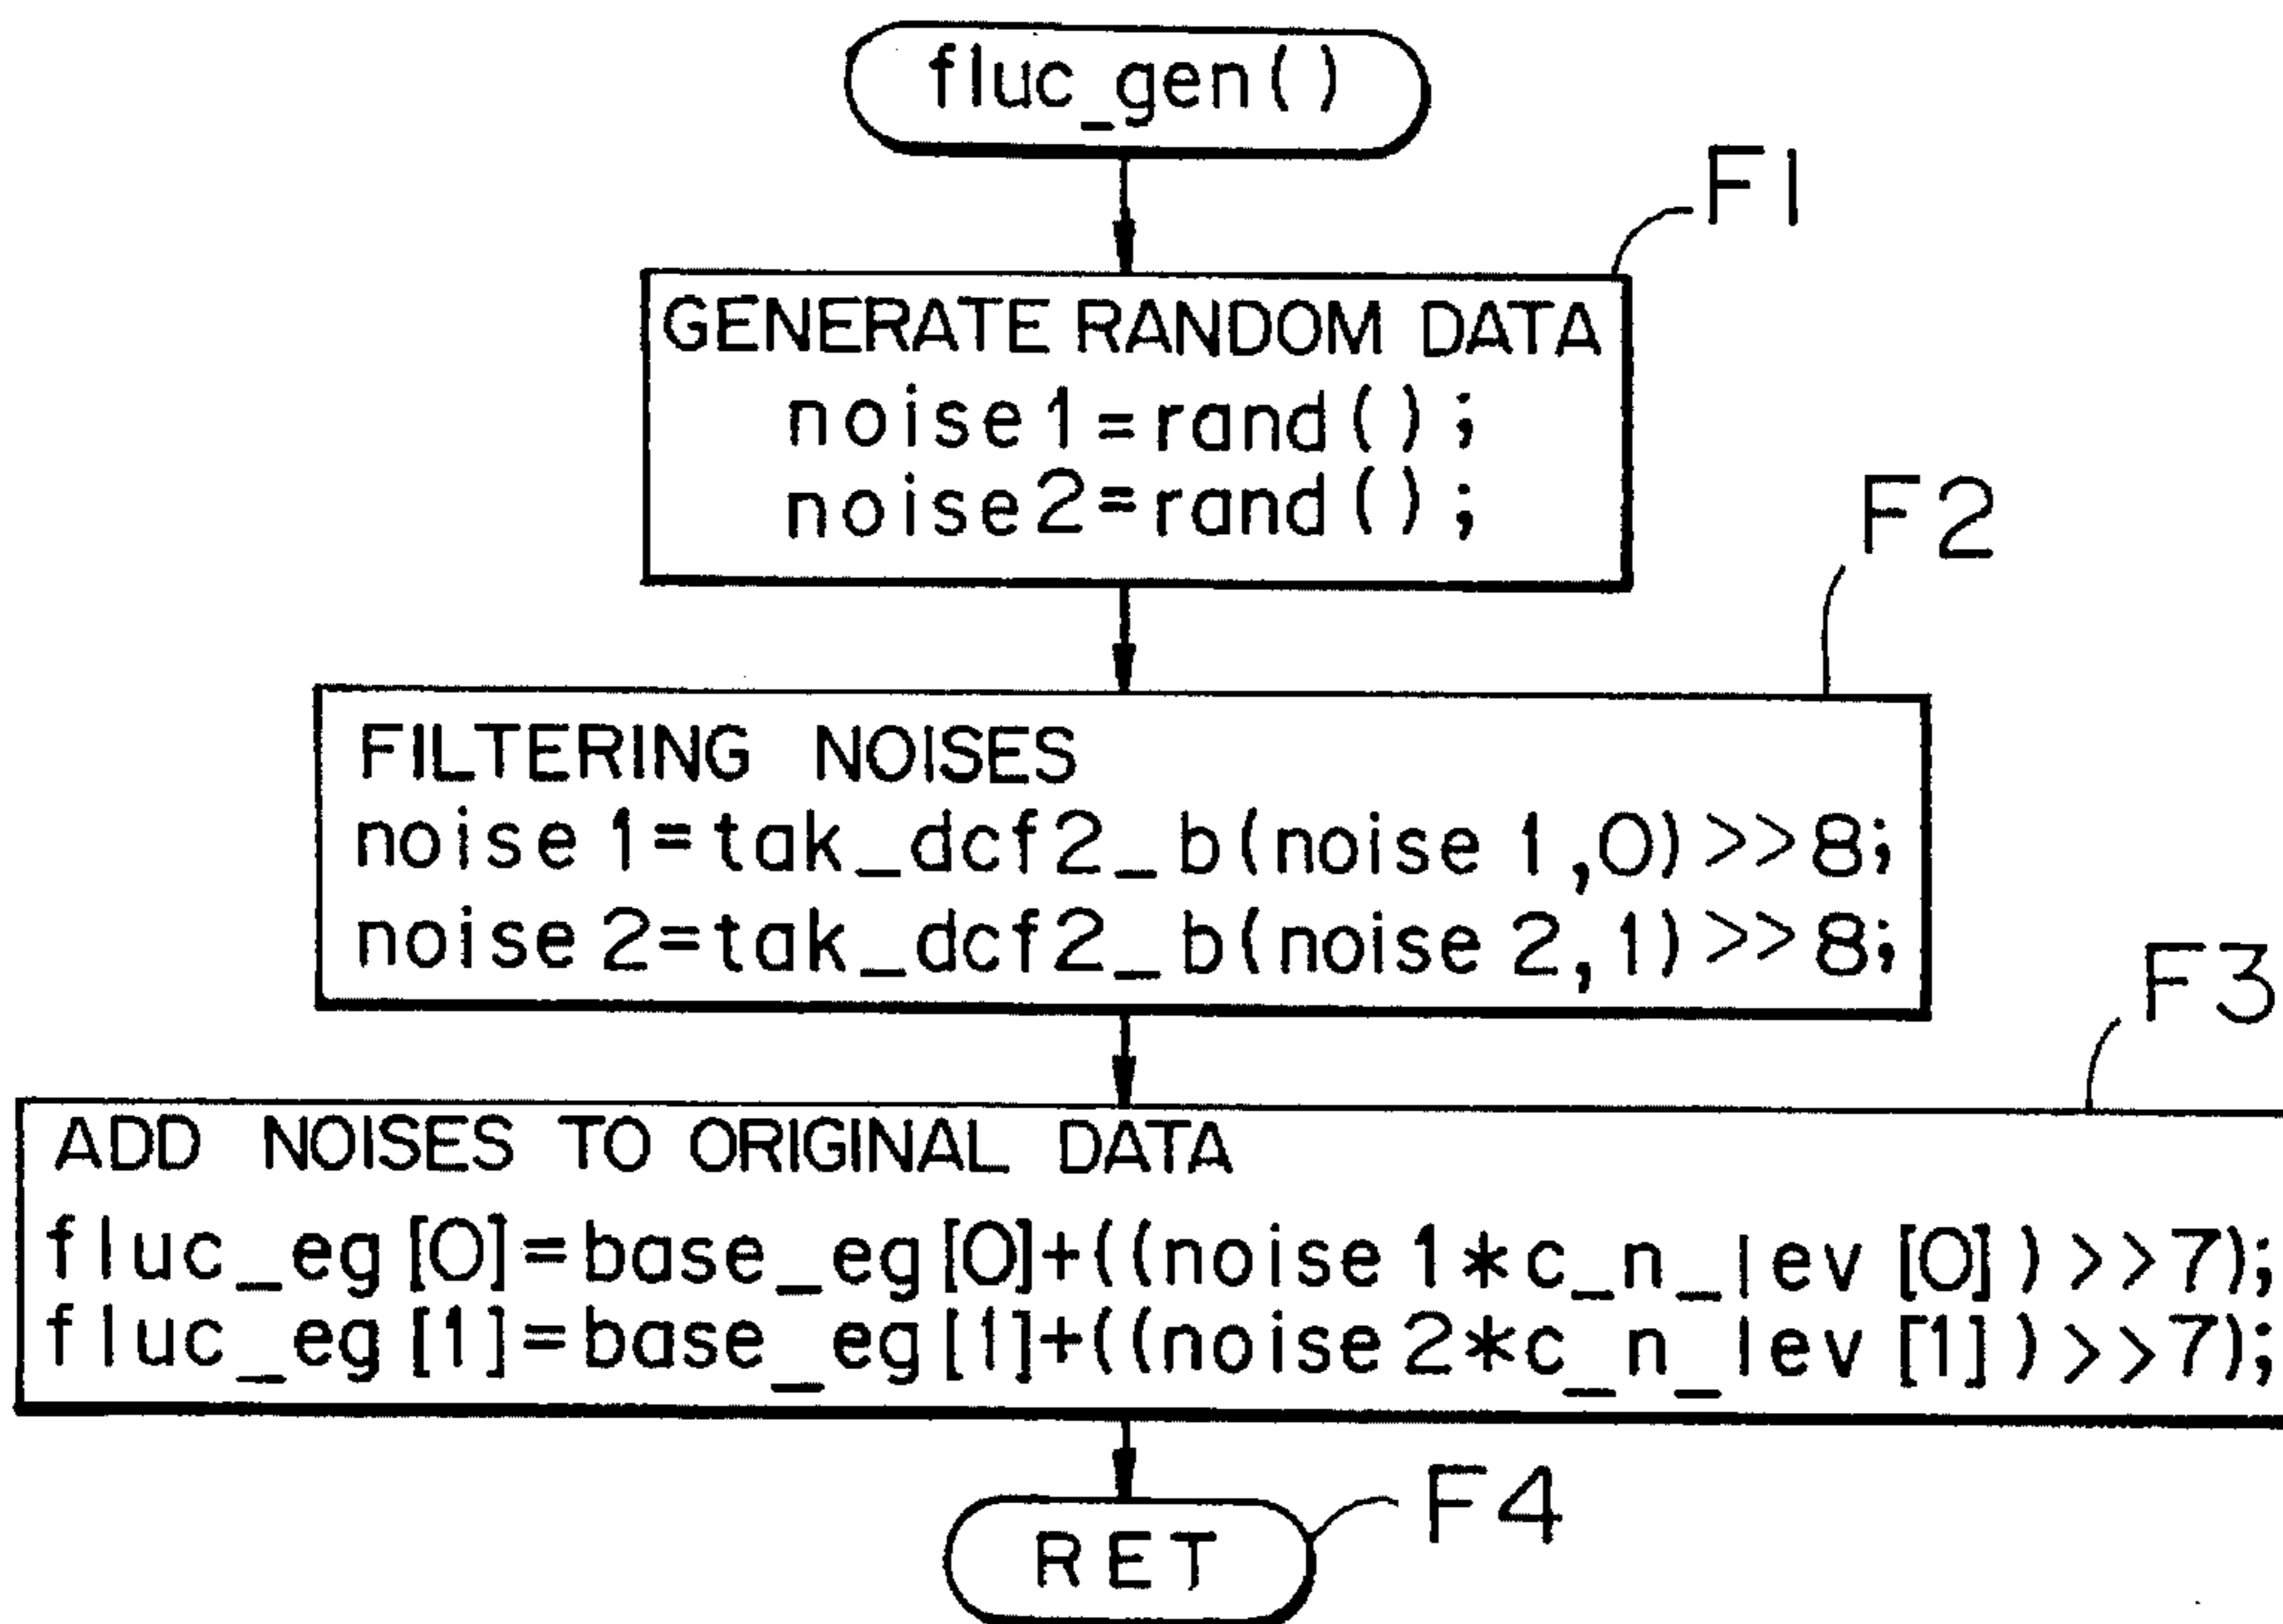 fluc_gen()
F1
GENERATE RANDOM DATA
noise1=rand();
noise2=rand();
F2
FILTERING NOISES
noise1=tak_dcf2_b(noise1,0)>>8;
noise2=tak_dcf2_b(noise2,1)>>8;
F3
ADD NOISES TO ORIGINAL DATA
fluc_eg[0]=base_eg[0]+((noise1*c_n_lev[0])>>7);
fluc_eg[1]=base_eg[1]+((noise2*c_n_lev[1])>>7);
F4
RET